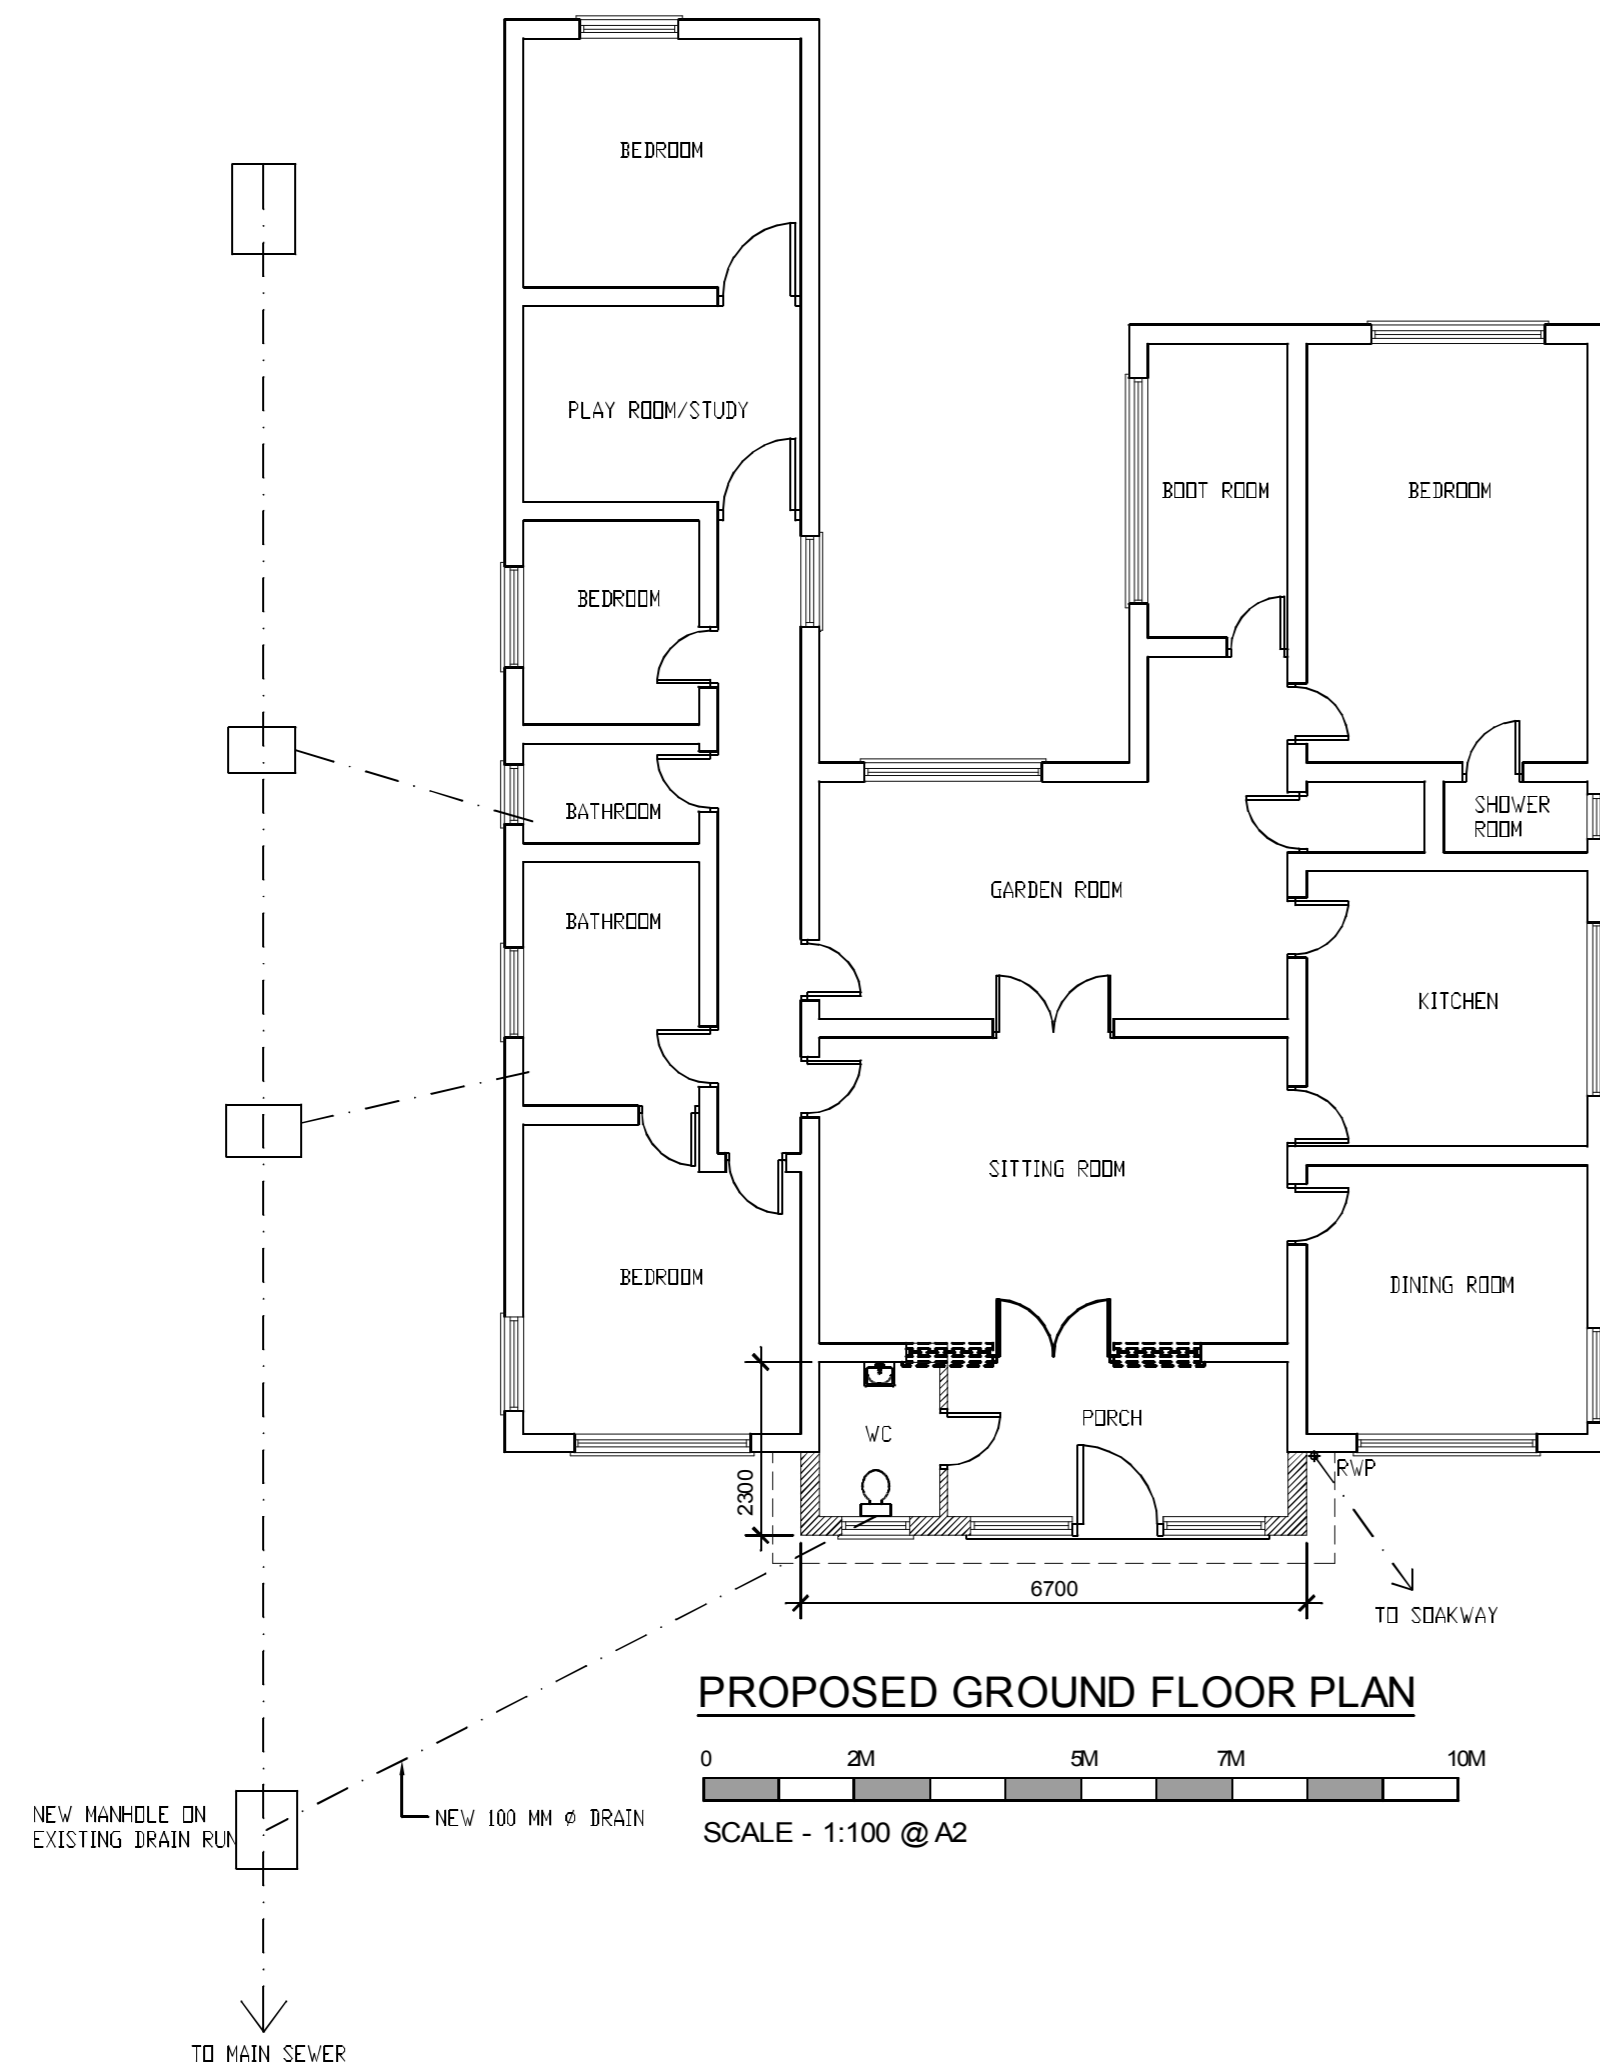 BEDROOM
PLAY ROOM/STUDY
BOOT ROOM
BEDROOM
BEDROOM
BATHROOM
SHOWER
ROOM
GARDEN ROOM
BATHROOM
KITCHEN
SITTING ROOM
BEDROOM
DINING ROOM
WC
PORCH
RWP
2300
6700
TO SOAKWAY
PROPOSED GROUND FLOOR PLAN
0 2M 5M 7M 10M
SCALE - 1:100 @ A2
NEW MANHOLE ON
EXISTING DRAIN RUN
NEW 100 MM Ø DRAIN
TO MAIN SEWER